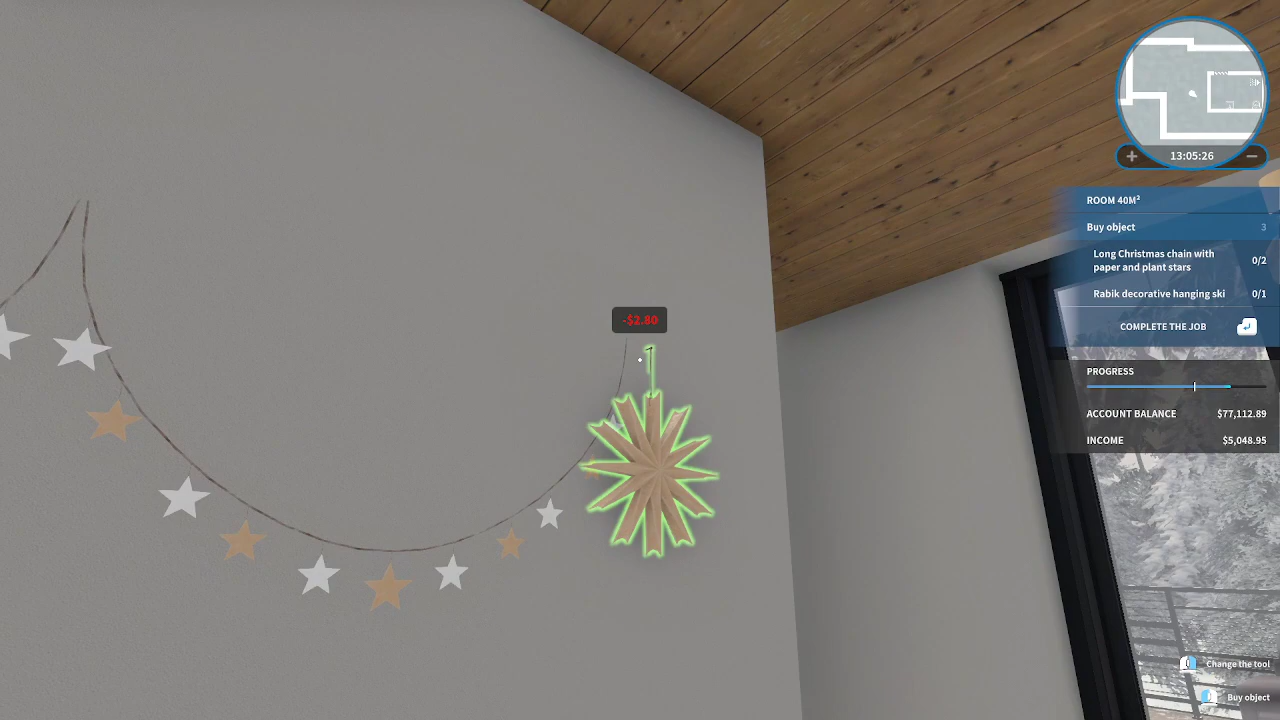 -$2.80
+ 13:05:26 −
ROOM 40M²
Buy object 3
Long Christmas chain with
paper and plant stars 0/2
Rabik decorative hanging ski 0/1
COMPLETE THE JOB
PROGRESS
ACCOUNT BALANCE $77,112.89
INCOME $5,048.95
Change the tool
Buy object